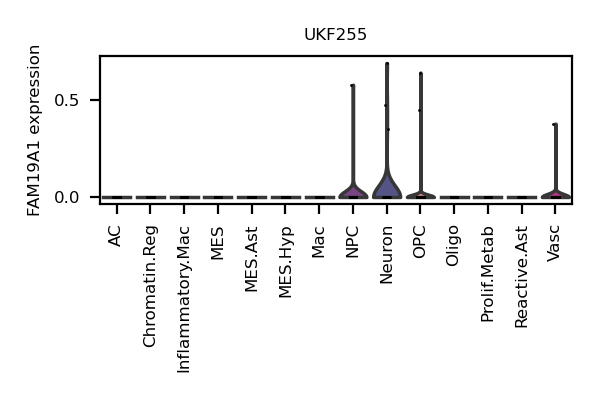 UKF255
FAM19A1 expression
0.5
0.0
AC
Chromatin.Reg
Inflammatory.Mac
MES
MES.Ast
MES.Hyp
Mac
NPC
Neuron
OPC
Oligo
Prolif.Metab
Reactive.Ast
Vasc